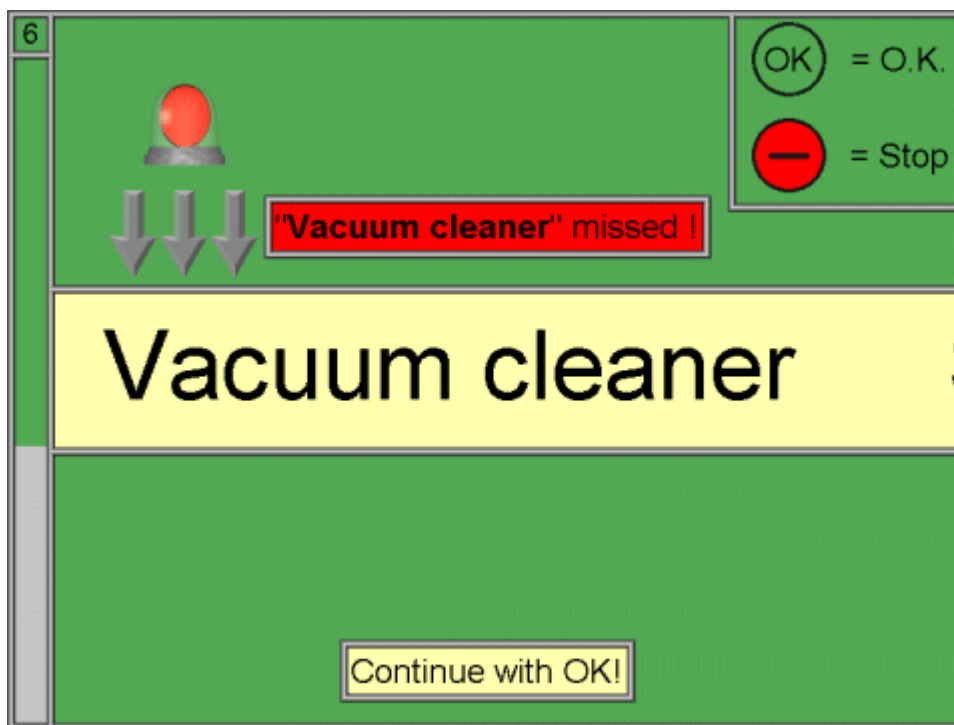 6
OK = O.K.
= Stop
"Vacuum cleaner" missed !
Vacuum cleaner
Continue with OK!